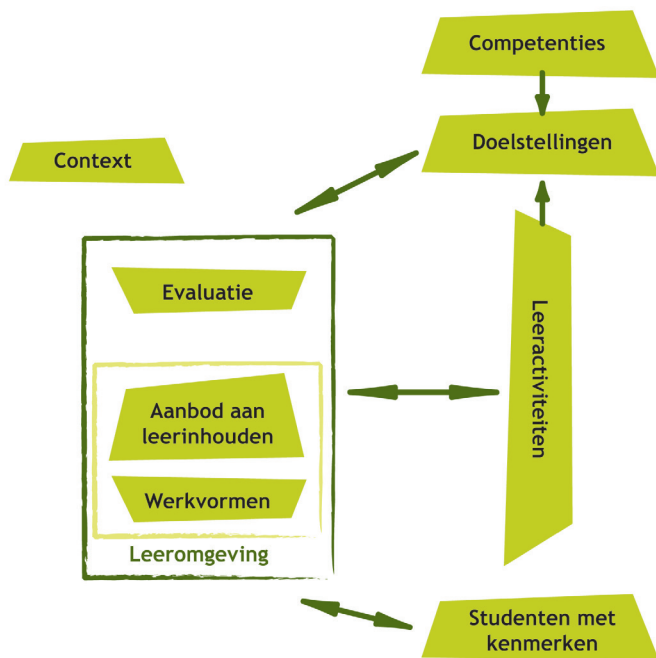 Competenties
Doelstellingen
Context
Evaluatie
Leeractiviteiten
Aanbod aan
leerinhouden
Werkvormen
Leeromgeving
Studenten met
kenmerken